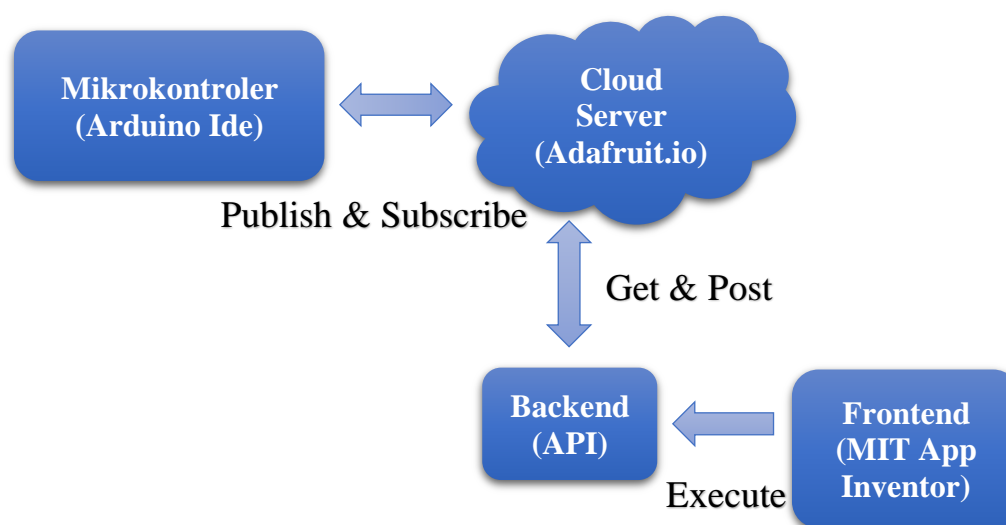 Mikrokontroler
(Arduino Ide)
Cloud
Server
(Adafruit.io)
Publish & Subscribe
Get & Post
Backend
(API)
Frontend
(MIT App
Inventor)
Execute